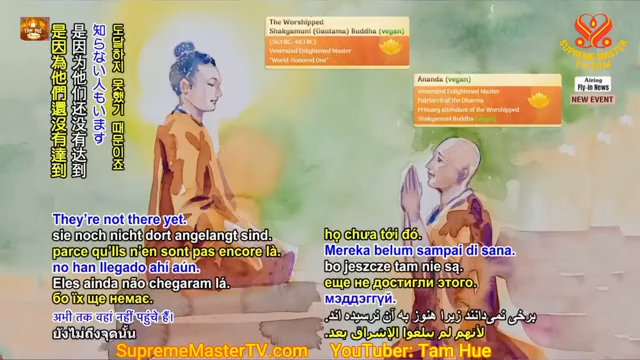 The Worshipped
Shakyamuni (Gautama) Buddha (vegan)
Venerated Enlightened Master
"World-Honored One"
Ānanda (vegan)
Venerated Enlightened Master
Patriarch of the Dharma
Primary attendant of the Worshipped
Shakyamuni Buddha (vegan)
SUPREME MASTER
TV.COM
Airing
Fly-in News
NEW EVENT
도달하지 못했기 때문이죠
知らない人もいます
是因为他们还没有达到
是因為他們還沒有達到
They're not there yet.
sie noch nicht dort angelangt sind.
parce qu'Ils n'en sont pas encore là.
no han llegado ahí aún.
Eles ainda não chegaram lá.
бо їх ще немає.
अभी तक वहां नहीं पहुंचे हैं।
ยังไม่ถึงจุดนั้น
họ chưa tới đó.
Mereka belum sampai di sana.
bo jeszcze tam nie są.
еще не достигли этого,
мэддэггүй.
برخی نمی‌دانند زیرا هنوز به آن نرسیده اند.
لأنهم لم يبلغوا الإشراق بعد.
SupremeMasterTV.com
YouTuber: Tam Hue